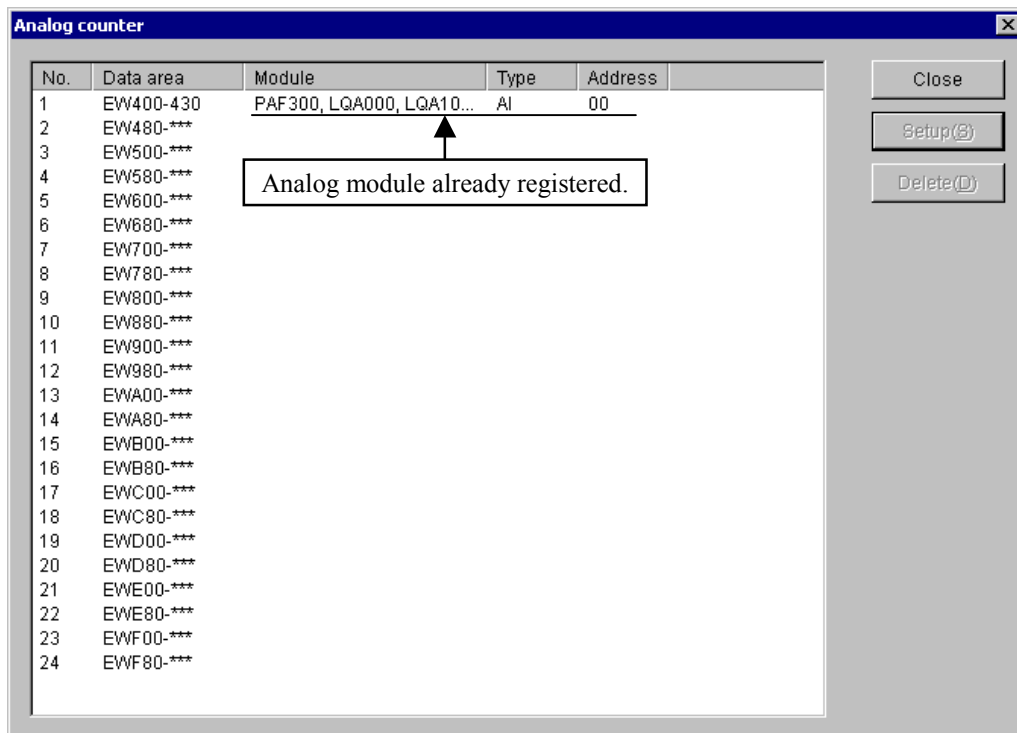 Analog counter
No. Data area Module Type Address
1 EW400-430 PAF300, LQA000, LQA10... AI 00
2 EW480-***
3 EW500-***
4 EW580-***
5 EW600-***
6 EW680-***
7 EW700-***
8 EW780-***
9 EW800-***
10 EW880-***
11 EW900-***
12 EW980-***
13 EWA00-***
14 EWA80-***
15 EWB00-***
16 EWB80-***
17 EWC00-***
18 EWC80-***
19 EWD00-***
20 EWD80-***
21 EWE00-***
22 EWE80-***
23 EWF00-***
24 EWF80-***
Analog module already registered.
Close
Setup(S)
Delete(D)